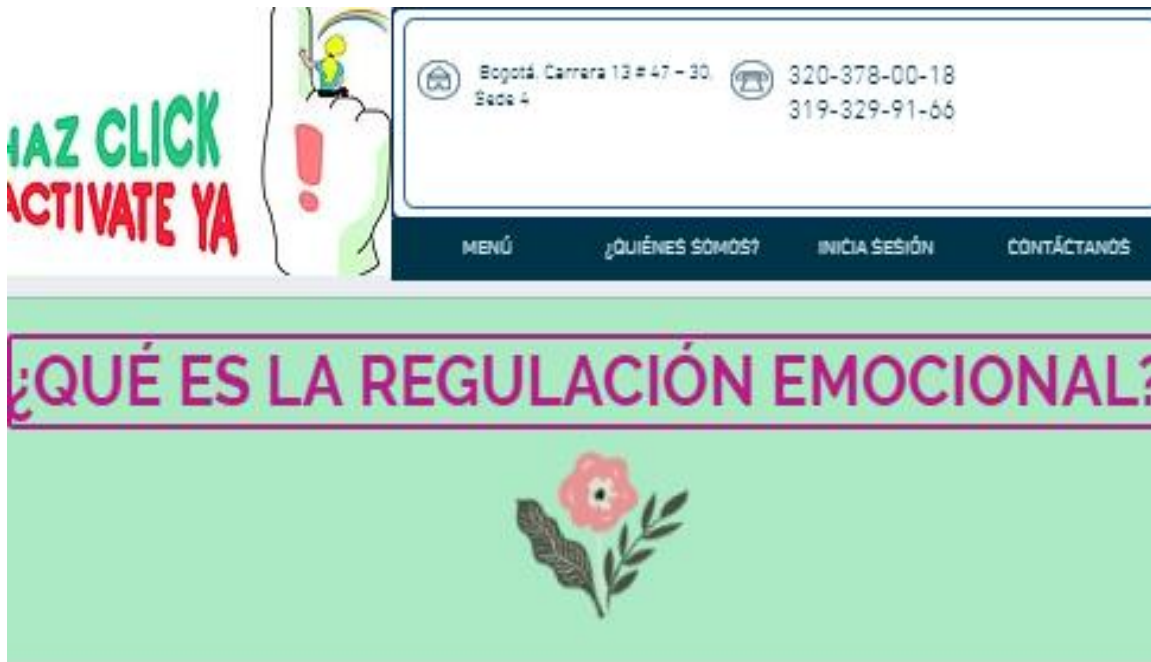 HAZ CLICK
ACTIVATE YA
Bogotá. Carrera 13 # 47 – 30.
Sede 4
320-378-00-18
319-329-91-66
MENÚ ¿QUIÉNES SOMOS? INICIA SESIÓN CONTÁCTANOS
¿QUÉ ES LA REGULACIÓN EMOCIONAL?